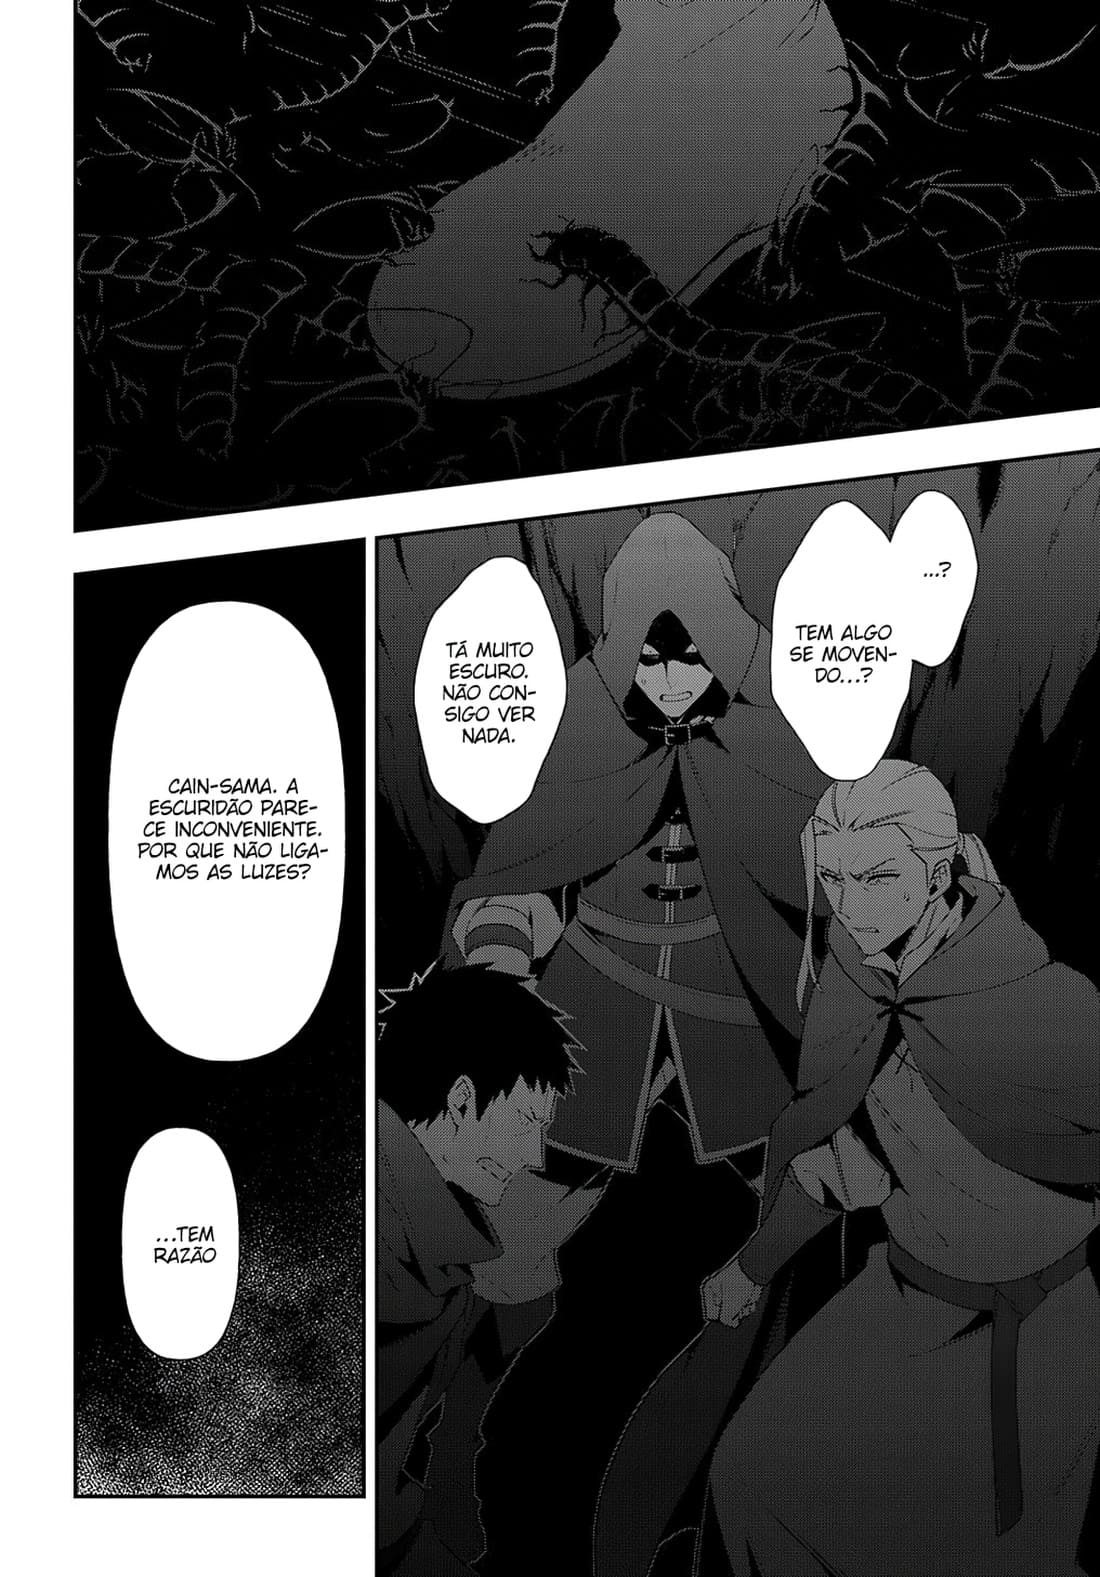 ...?
TEM ALGO
SE MOVEN-
DO...?
TÁ MUITO
ESCURO.
NÃO CON-
SIGO VER
NADA.
CAIN-SAMA. A
ESCURIDÃO PARE-
CE INCONVENIENTE.
POR QUE NÃO LIGA-
MOS AS LUZES?
...TEM
RAZÃO